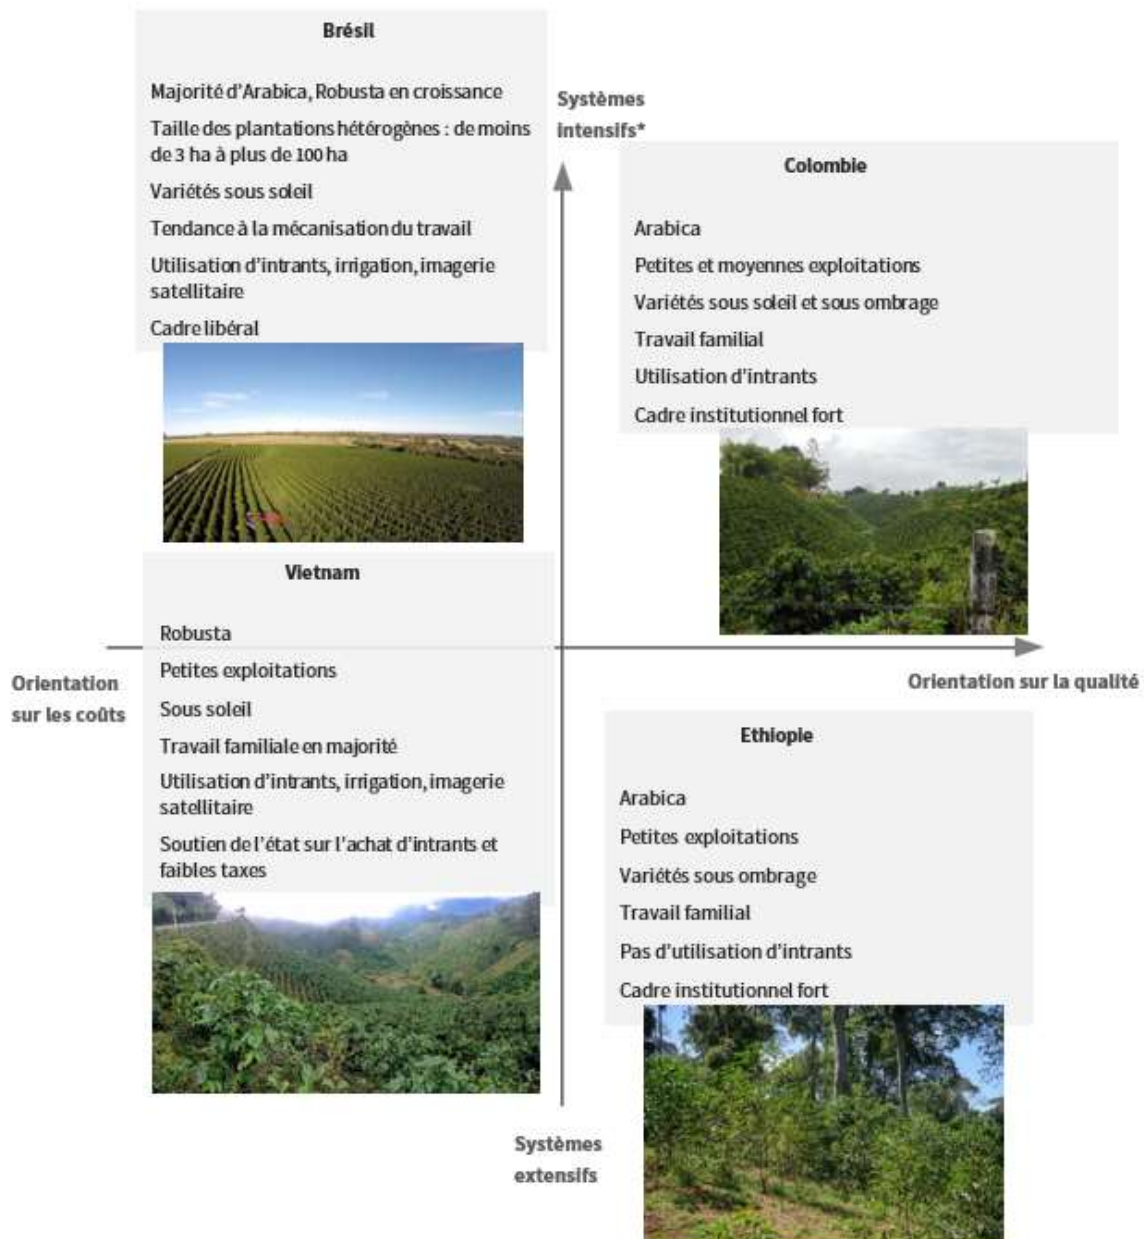 Brésil
Majorité d'Arabica, Robusta en croissance
Taille des plantations hétérogènes : de moins
de 3 ha à plus de 100 ha
Variétés sous soleil
Tendance à la mécanisation du travail
Utilisation d'intrants, irrigation, imagerie
satellitaire
Cadre libéral
Systèmes
intensifs*
Colombie
Arabica
Petites et moyennes exploitations
Variétés sous soleil et sous ombrage
Travail familial
Utilisation d'intrants
Cadre institutionnel fort
Vietnam
Robusta
Petites exploitations
Sous soleil
Travail familiale en majorité
Utilisation d'intrants, irrigation, imagerie
satellitaire
Soutien de l'état sur l'achat d'intrants et
faibles taxes
Orientation
sur les coûts
Orientation sur la qualité
Ethiopie
Arabica
Petites exploitations
Variétés sous ombrage
Travail familial
Pas d'utilisation d'intrants
Cadre institutionnel fort
Systèmes
extensifs